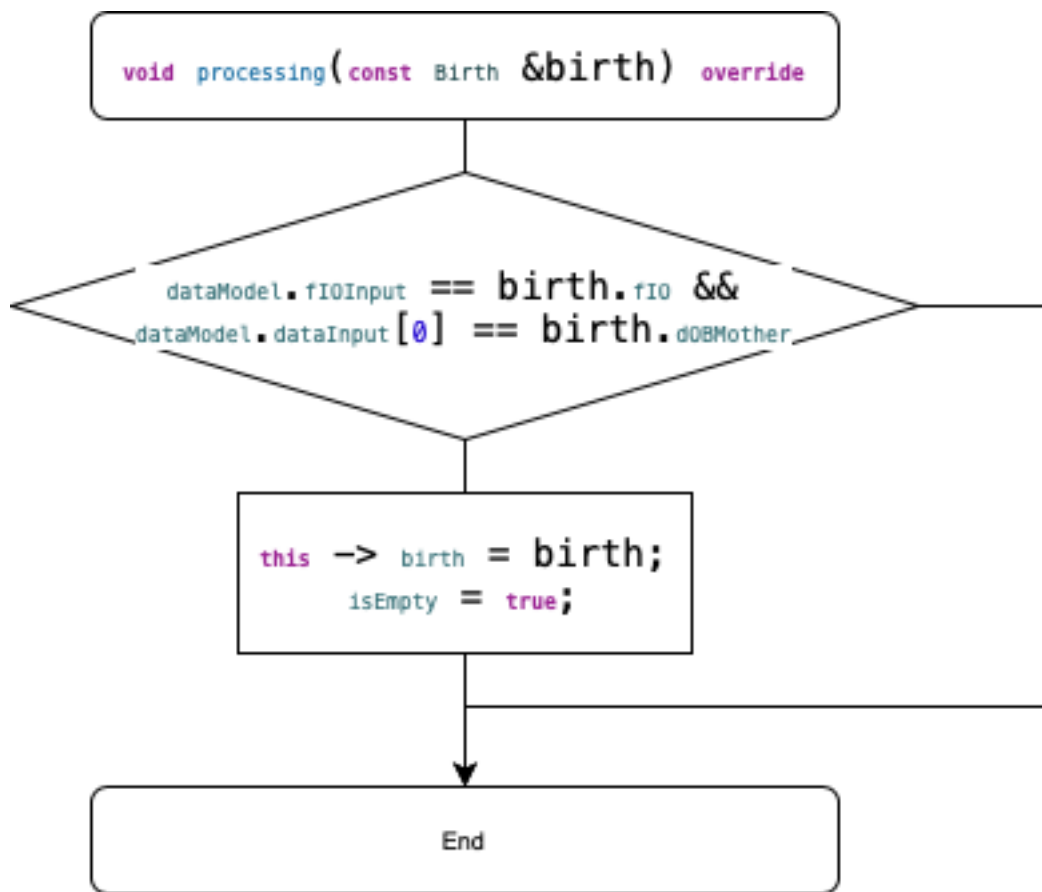 void processing(const Birth &birth) override
dataModel.fIOInput == birth.fIO &&
dataModel.dataInput[0] == birth.dOBMother
this -> birth = birth;
isEmpty = true;
End